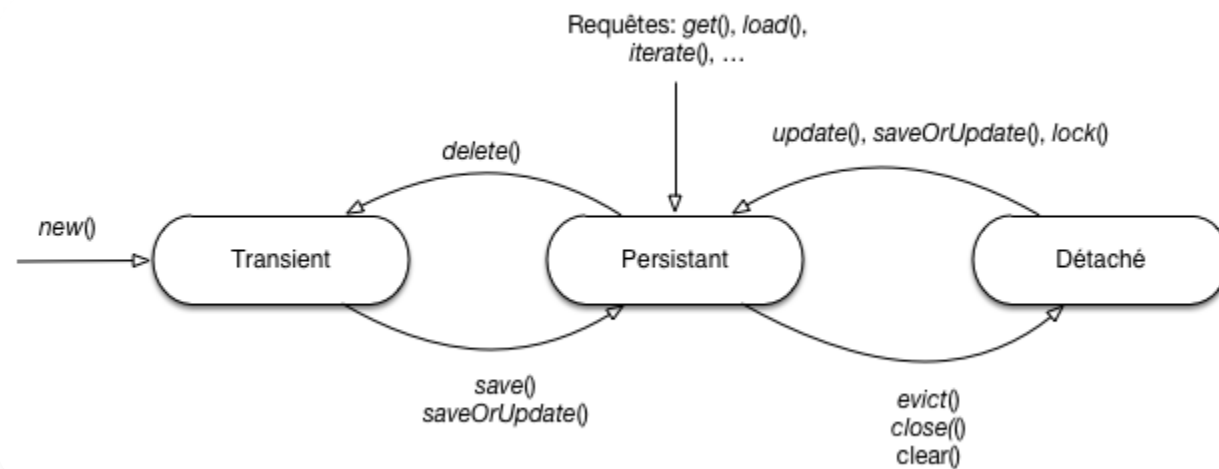 Requêtes: get(), load(),
iterate(), ...
update(), saveOrUpdate(), lock()
delete()
new()
Transient
Persistant
Détaché
save()
saveOrUpdate()
evict()
close(()
clear()